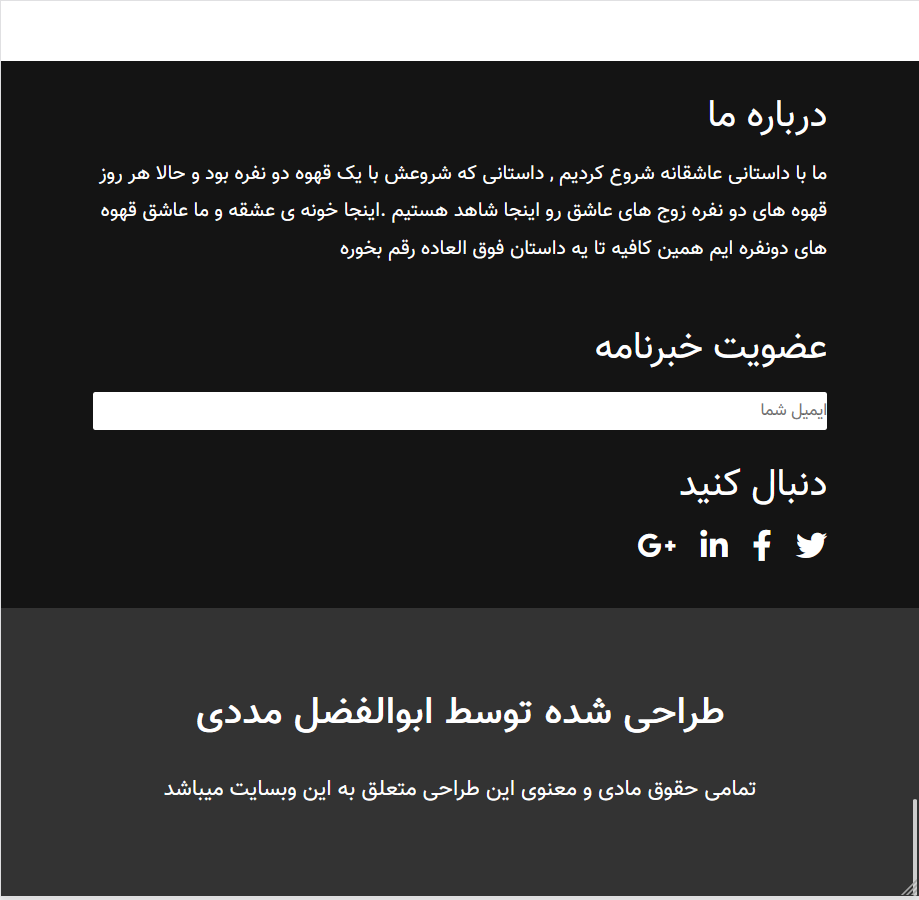 درباره ما
ما با داستانی عاشقانه شروع کردیم , داستانی که شروعش با یک قهوه دو نفره بود و حالا هر روز
قهوه های دو نفره زوج های عاشق رو اینجا شاهد هستیم .اینجا خونه ی عشقه و ما عاشق قهوه
های دونفره ایم همین کافیه تا یه داستان فوق العاده رقم بخوره
عضویت خبرنامه
ایمیل شما
دنبال کنید
طراحی شده توسط ابوالفضل مددی
تمامی حقوق مادی و معنوی این طراحی متعلق به این وبسایت میباشد